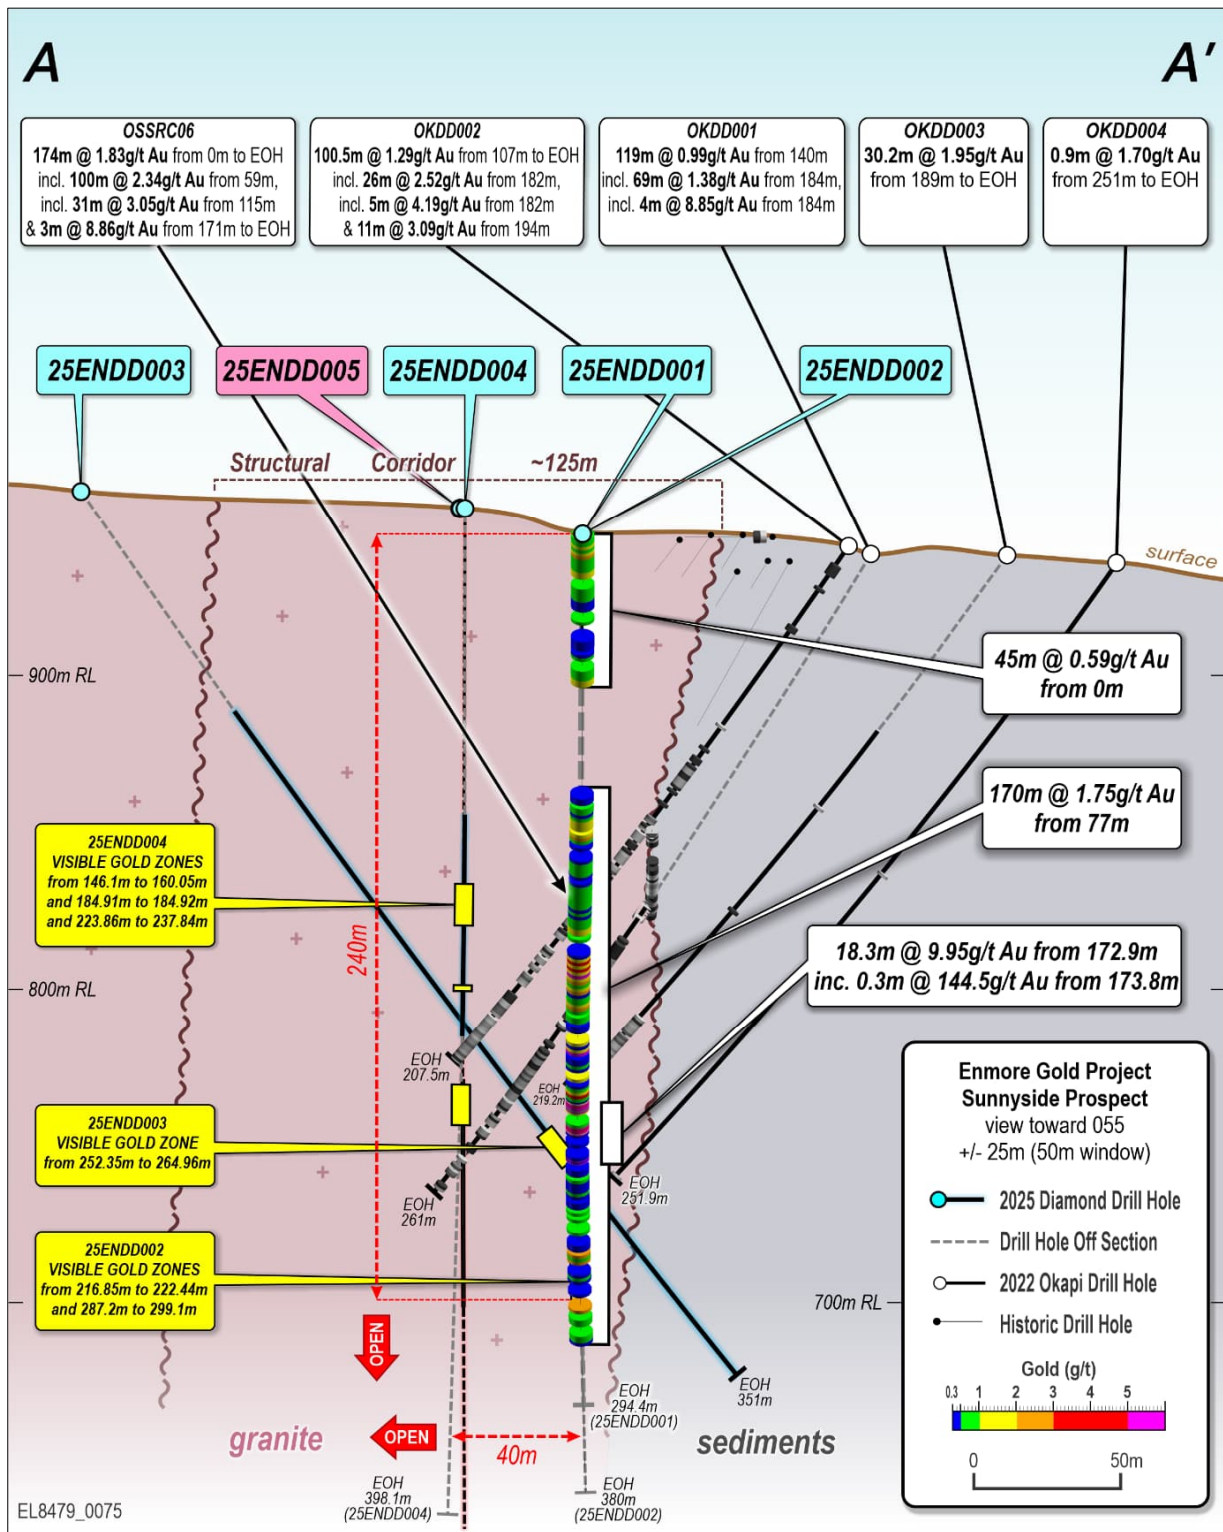 A
A'
OSSRC06
174m @ 1.83g/t Au from 0m to EOH
incl. 100m @ 2.34g/t Au from 59m,
incl. 31m @ 3.05g/t Au from 115m
& 3m @ 8.86g/t Au from 171m to EOH
OKDD002
100.5m @ 1.29g/t Au from 107m to EOH
incl. 26m @ 2.52g/t Au from 182m,
incl. 5m @ 4.19g/t Au from 182m
& 11m @ 3.09g/t Au from 194m
OKDD001
119m @ 0.99g/t Au from 140m
incl. 69m @ 1.38g/t Au from 184m,
incl. 4m @ 8.85g/t Au from 184m
OKDD003
30.2m @ 1.95g/t Au
from 189m to EOH
OKDD004
0.9m @ 1.70g/t Au
from 251m to EOH
25ENDD003
25ENDD005
25ENDD004
25ENDD001
25ENDD002
Structural Corridor ~125m
surface
900m RL
45m @ 0.59g/t Au
from 0m
170m @ 1.75g/t Au
from 77m
25ENDD004
VISIBLE GOLD ZONES
from 146.1m to 160.05m
and 184.91m to 184.92m
and 223.86m to 237.84m
240m
18.3m @ 9.95g/t Au from 172.9m
inc. 0.3m @ 144.5g/t Au from 173.8m
800m RL
EOH
207.5m
EOH
219.2m
25ENDD003
VISIBLE GOLD ZONE
from 252.35m to 264.96m
EOH
261m
EOH
251.9m
25ENDD002
VISIBLE GOLD ZONES
from 216.85m to 222.44m
and 287.2m to 299.1m
700m RL
OPEN
OPEN
EOH
351m
EOH
294.4m
(25ENDD001)
granite
40m
sediments
EOH
398.1m
(25ENDD004)
EOH
380m
(25ENDD002)
Enmore Gold Project
Sunnyside Prospect
view toward 055
+/- 25m (50m window)
2025 Diamond Drill Hole
Drill Hole Off Section
2022 Okapi Drill Hole
Historic Drill Hole
Gold (g/t)
0.3 1 2 3 4 5
0 50m
EL8479_0075